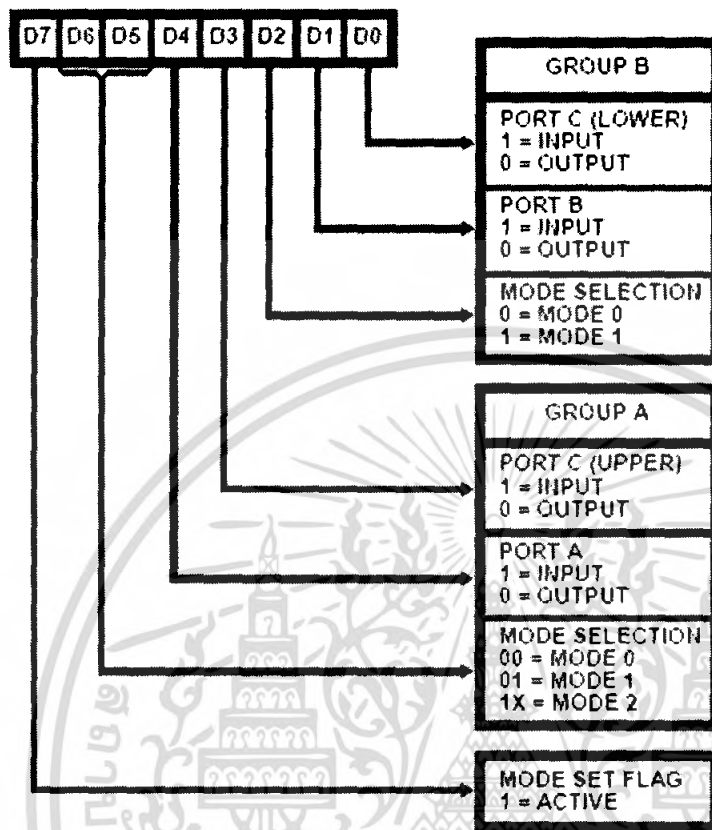 D7 D6 D5 D4 D3 D2 D1 D0
GROUP B
PORT C (LOWER)
1 = INPUT
0 = OUTPUT
PORT B
1 = INPUT
0 = OUTPUT
MODE SELECTION
0 = MODE 0
1 = MODE 1
GROUP A
PORT C (UPPER)
1 = INPUT
0 = OUTPUT
PORT A
1 = INPUT
0 = OUTPUT
MODE SELECTION
00 = MODE 0
01 = MODE 1
1X = MODE 2
MODE SET FLAG
1 = ACTIVE